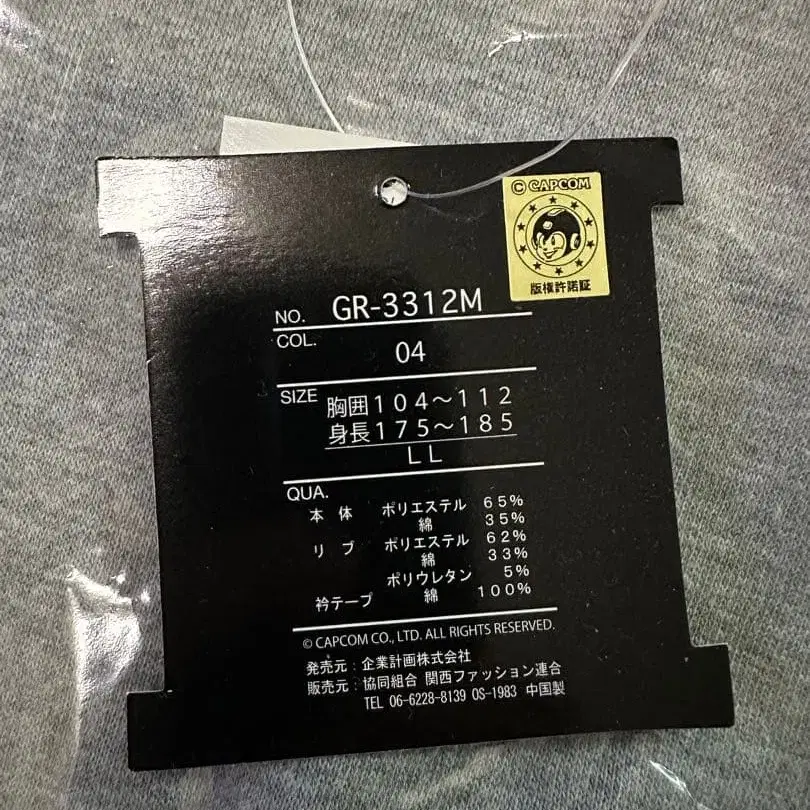 © CAPCOM
版権許諾証
NO. GR-3312M
COL. 04
SIZE 胸囲104～112
身長175～185
LL
QUA.
本体 ポリエステル 65%
綿 35%
リブ ポリエステル 62%
綿 33%
ポリウレタン 5%
衿テープ 綿 100%
© CAPCOM CO., LTD. ALL RIGHTS RESERVED.
発売元：企業計画株式会社
販売元：協同組合 関西ファッション連合
TEL 06-6228-8139 OS-1983 中国製